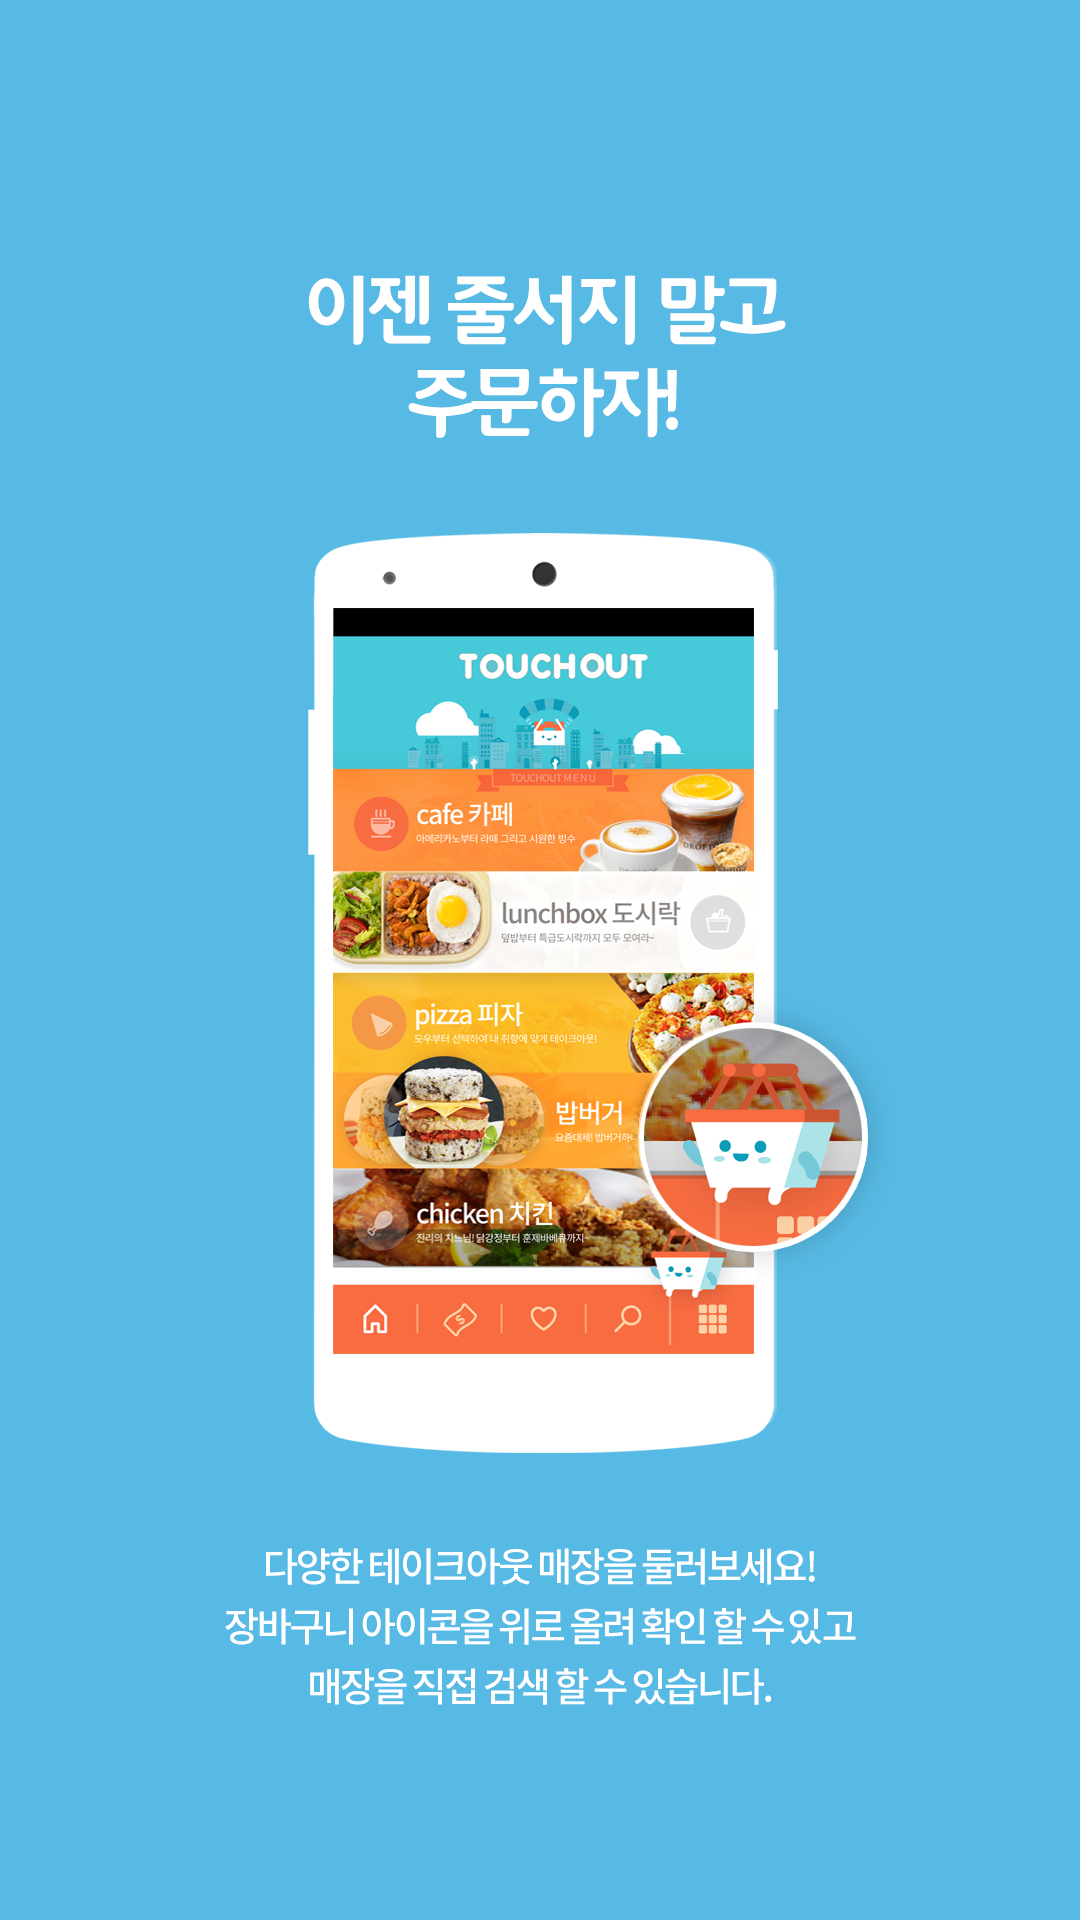 이젠 줄서지 말고
주문하자!
TOUCHOUT
TOUCHOUT MENU
cafe 카페
아메리카노부터 라떼 그리고 시원한 빙수
DROP TOP
lunchbox 도시락
덮밥부터 특급도시락까지 모두 모여라~
pizza 피자
도우부터 선택하여 내 취향에 맞게 테이크아웃!
밥버거
요즘대세! 밥버거
chicken 치킨
진리의 치느님! 닭강정부터 훈제바베큐까지~
다양한 테이크아웃 매장을 둘러보세요!
장바구니 아이콘을 위로 올려 확인 할 수 있고
매장을 직접 검색 할 수 있습니다.